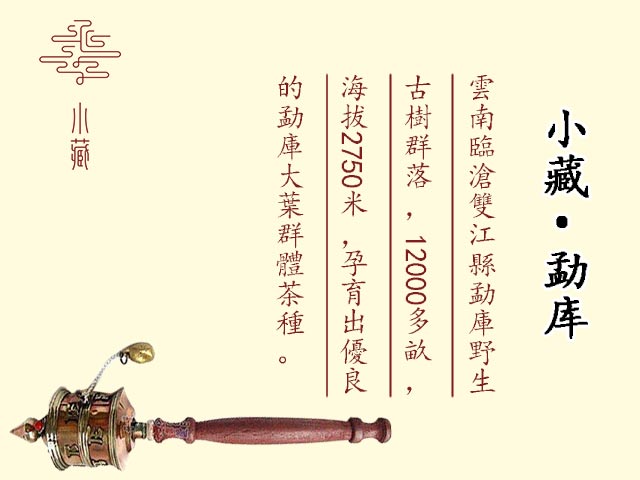 小藏·勐库
雲南臨滄雙江縣勐庫野生
古樹群落，12000多畝，
海拔2750米，孕育出優良
的勐庫大葉群體茶種。
小藏